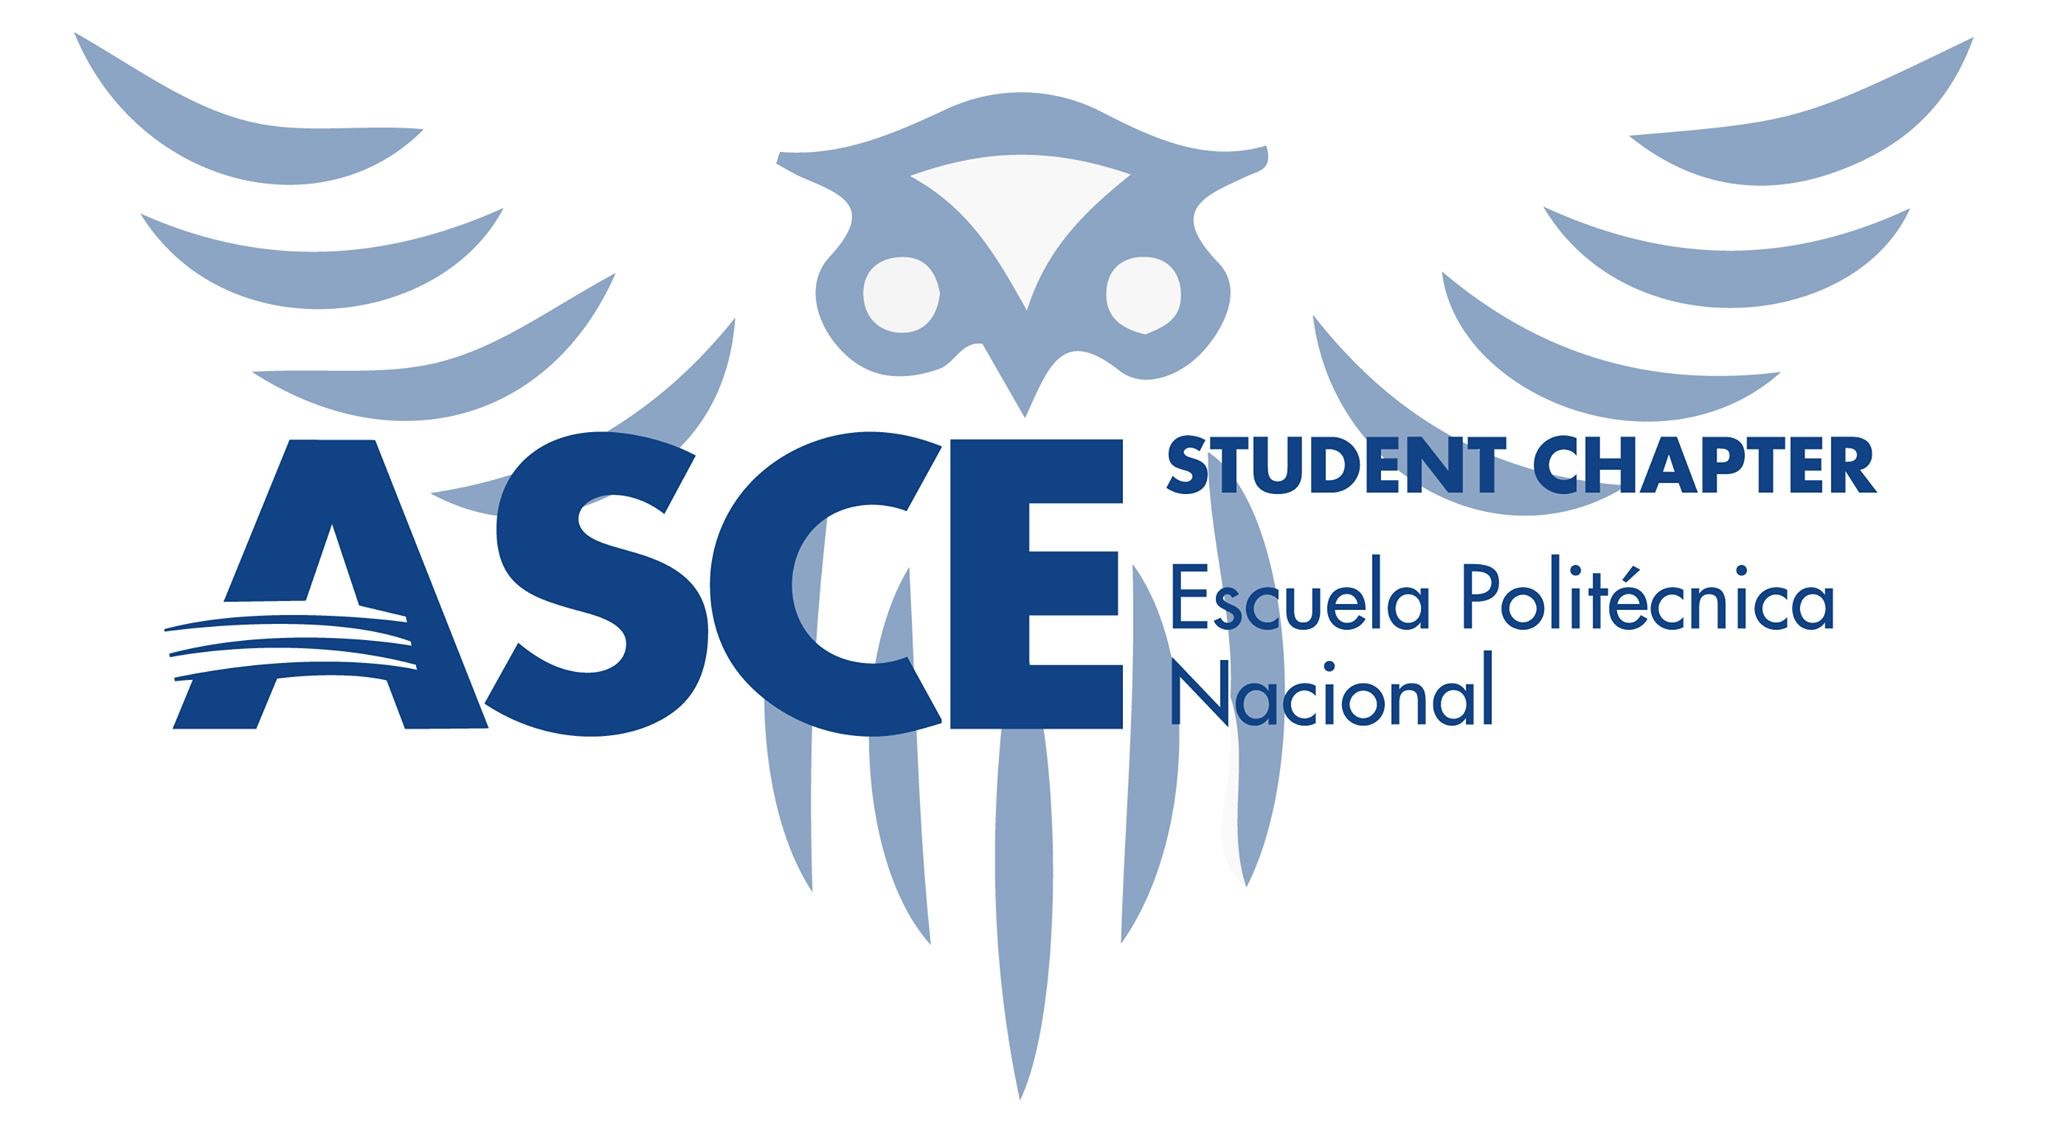 ASCE
STUDENT CHAPTER
Escuela Politécnica
Nacional